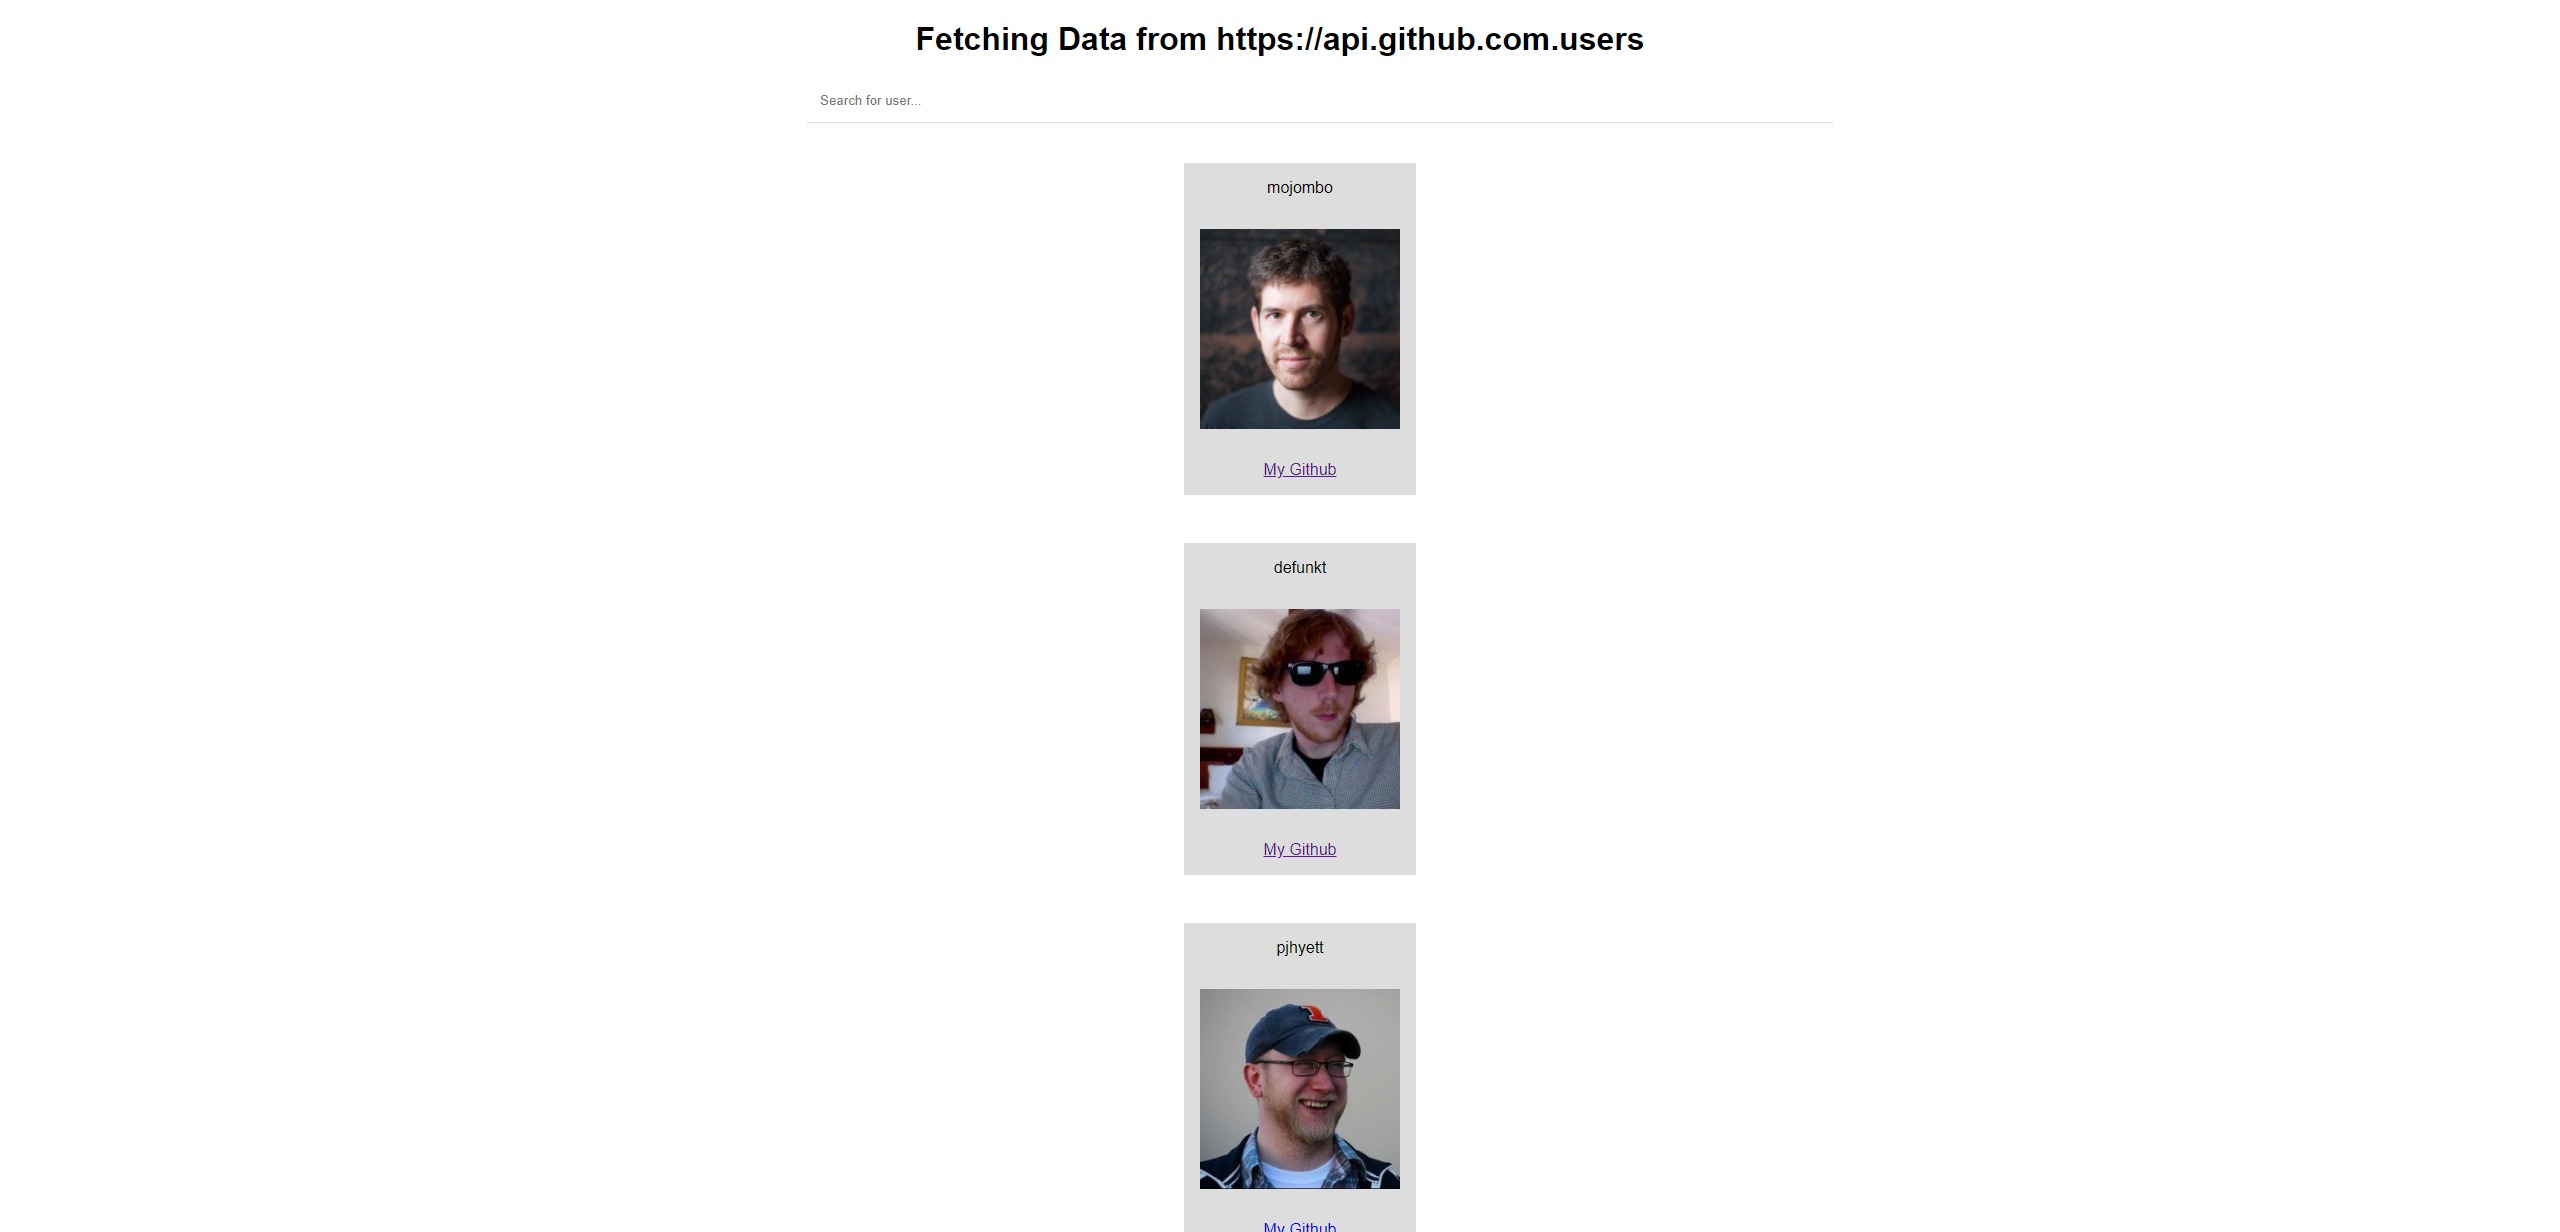 Fetching Data from https://api.github.com.users
Search for user...
mojombo
My Github
defunkt
My Github
pjhyett
My Github